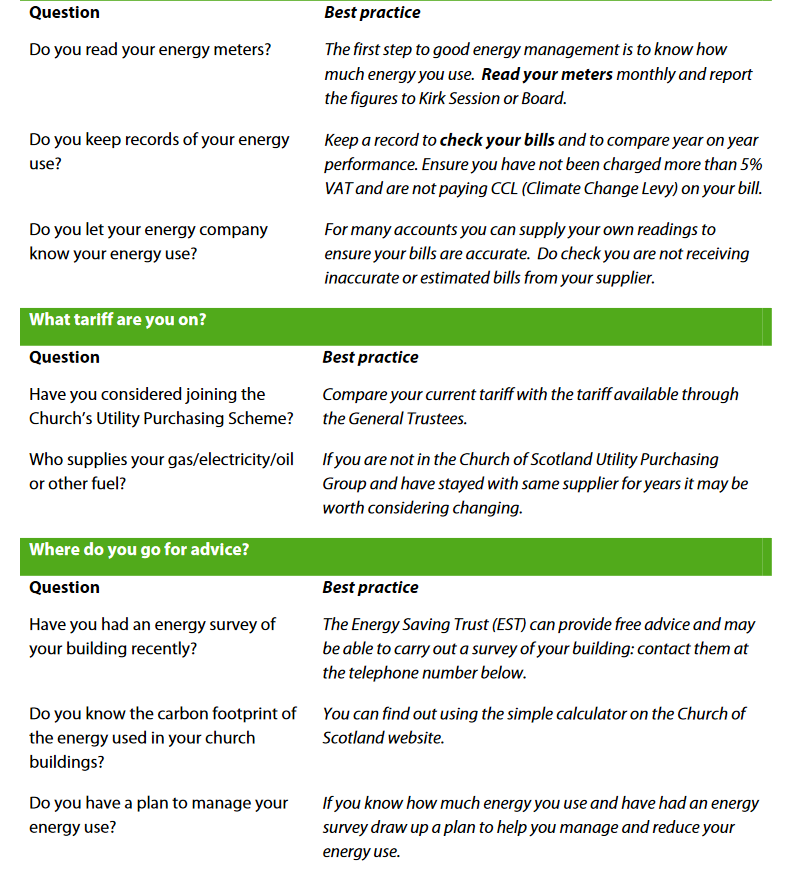 Question Best practice
Do you read your energy meters? The first step to good energy management is to know how
much energy you use. Read your meters monthly and report
the figures to Kirk Session or Board.
Do you keep records of your energy Keep a record to check your bills and to compare year on year
use? performance. Ensure you have not been charged more than 5%
VAT and are not paying CCL (Climate Change Levy) on your bill.
Do you let your energy company For many accounts you can supply your own readings to
know your energy use? ensure your bills are accurate. Do check you are not receiving
inaccurate or estimated bills from your supplier.
What tariff are you on?
Question Best practice
Have you considered joining the Compare your current tariff with the tariff available through
Church’s Utility Purchasing Scheme? the General Trustees.
Who supplies your gas/electricity/oil If you are not in the Church of Scotland Utility Purchasing
or other fuel? Group and have stayed with same supplier for years it may be
worth considering changing.
Where do you go for advice?
Question Best practice
Have you had an energy survey of The Energy Saving Trust (EST) can provide free advice and may
your building recently? be able to carry out a survey of your building: contact them at
the telephone number below.
Do you know the carbon footprint of You can find out using the simple calculator on the Church of
the energy used in your church Scotland website.
buildings?
Do you have a plan to manage your If you know how much energy you use and have had an energy
energy use? survey draw up a plan to help you manage and reduce your
energy use.